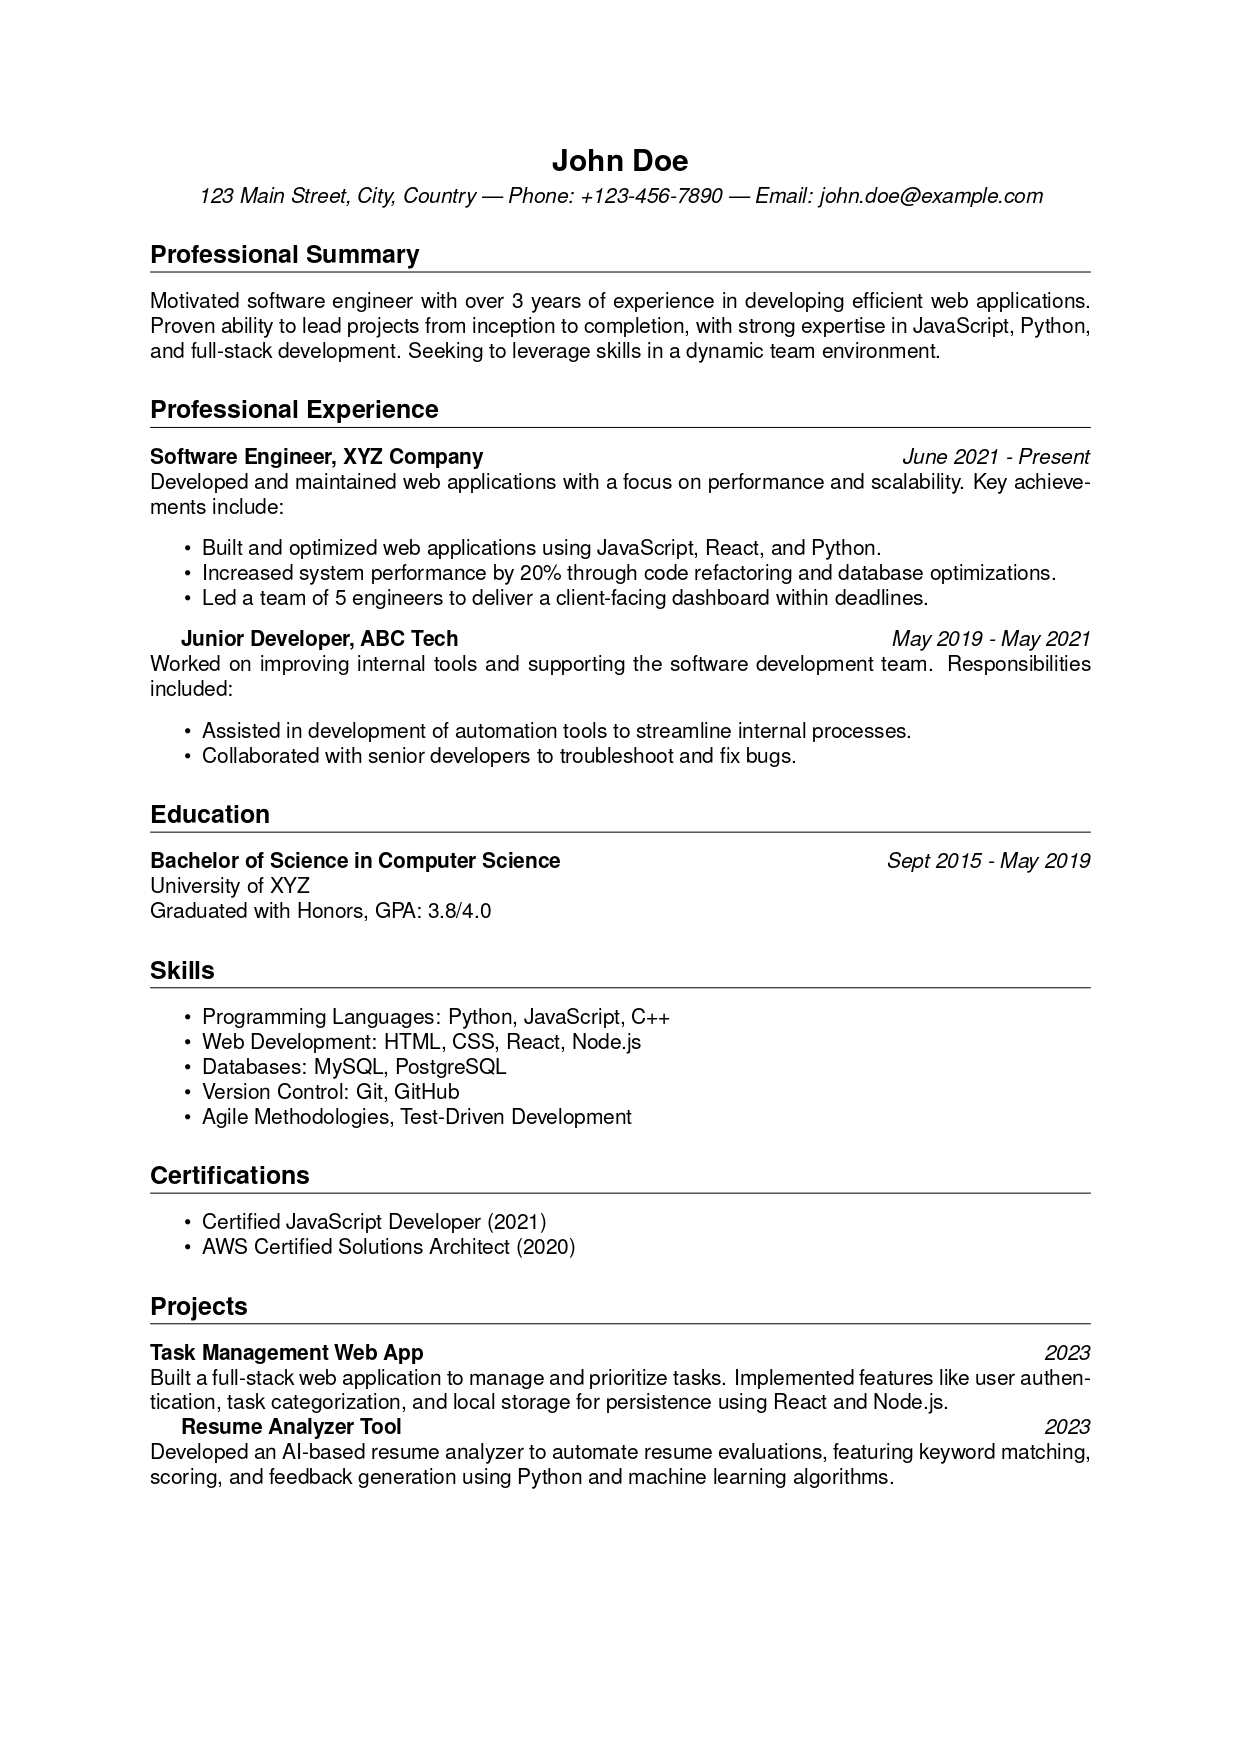 John Doe
123 Main Street, City, Country — Phone: +123-456-7890 — Email: john.doe@example.com
Professional Summary
Motivated software engineer with over 3 years of experience in developing efficient web applications.
Proven ability to lead projects from inception to completion, with strong expertise in JavaScript, Python,
and full-stack development. Seeking to leverage skills in a dynamic team environment.
Professional Experience
Software Engineer, XYZ Company June 2021 - Present
Developed and maintained web applications with a focus on performance and scalability. Key achieve-
ments include:
• Built and optimized web applications using JavaScript, React, and Python.
• Increased system performance by 20% through code refactoring and database optimizations.
• Led a team of 5 engineers to deliver a client-facing dashboard within deadlines.
Junior Developer, ABC Tech May 2019 - May 2021
Worked on improving internal tools and supporting the software development team. Responsibilities
included:
• Assisted in development of automation tools to streamline internal processes.
• Collaborated with senior developers to troubleshoot and fix bugs.
Education
Bachelor of Science in Computer Science Sept 2015 - May 2019
University of XYZ
Graduated with Honors, GPA: 3.8/4.0
Skills
• Programming Languages: Python, JavaScript, C++
• Web Development: HTML, CSS, React, Node.js
• Databases: MySQL, PostgreSQL
• Version Control: Git, GitHub
• Agile Methodologies, Test-Driven Development
Certifications
• Certified JavaScript Developer (2021)
• AWS Certified Solutions Architect (2020)
Projects
Task Management Web App 2023
Built a full-stack web application to manage and prioritize tasks. Implemented features like user authen-
tication, task categorization, and local storage for persistence using React and Node.js.
Resume Analyzer Tool 2023
Developed an AI-based resume analyzer to automate resume evaluations, featuring keyword matching,
scoring, and feedback generation using Python and machine learning algorithms.